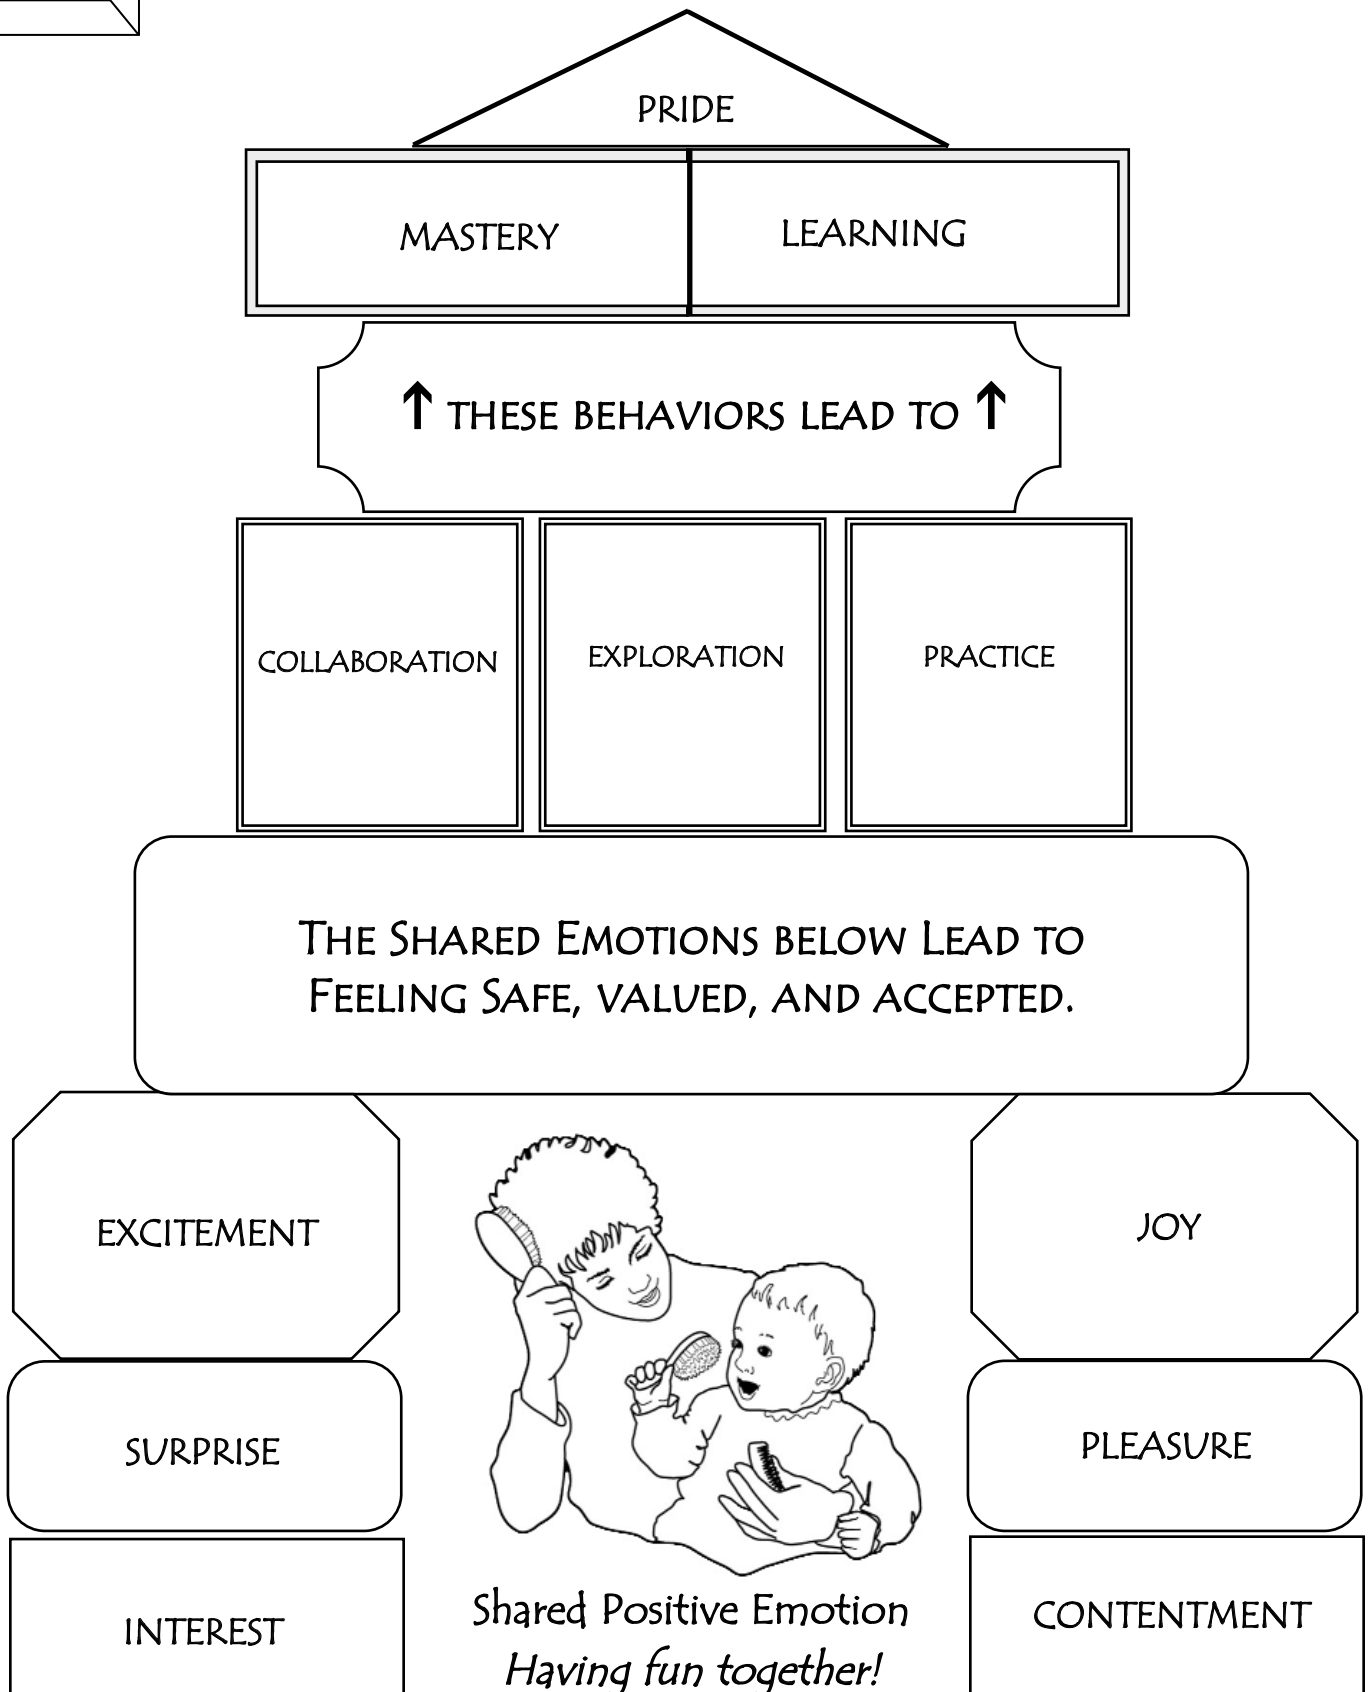 PRIDE
MASTERY
LEARNING
↑ THESE BEHAVIORS LEAD TO ↑
COLLABORATION
EXPLORATION
PRACTICE
THE SHARED EMOTIONS BELOW LEAD TO
FEELING SAFE, VALUED, AND ACCEPTED.
EXCITEMENT
JOY
SURPRISE
PLEASURE
INTEREST
CONTENTMENT
Shared Positive Emotion
Having fun together!